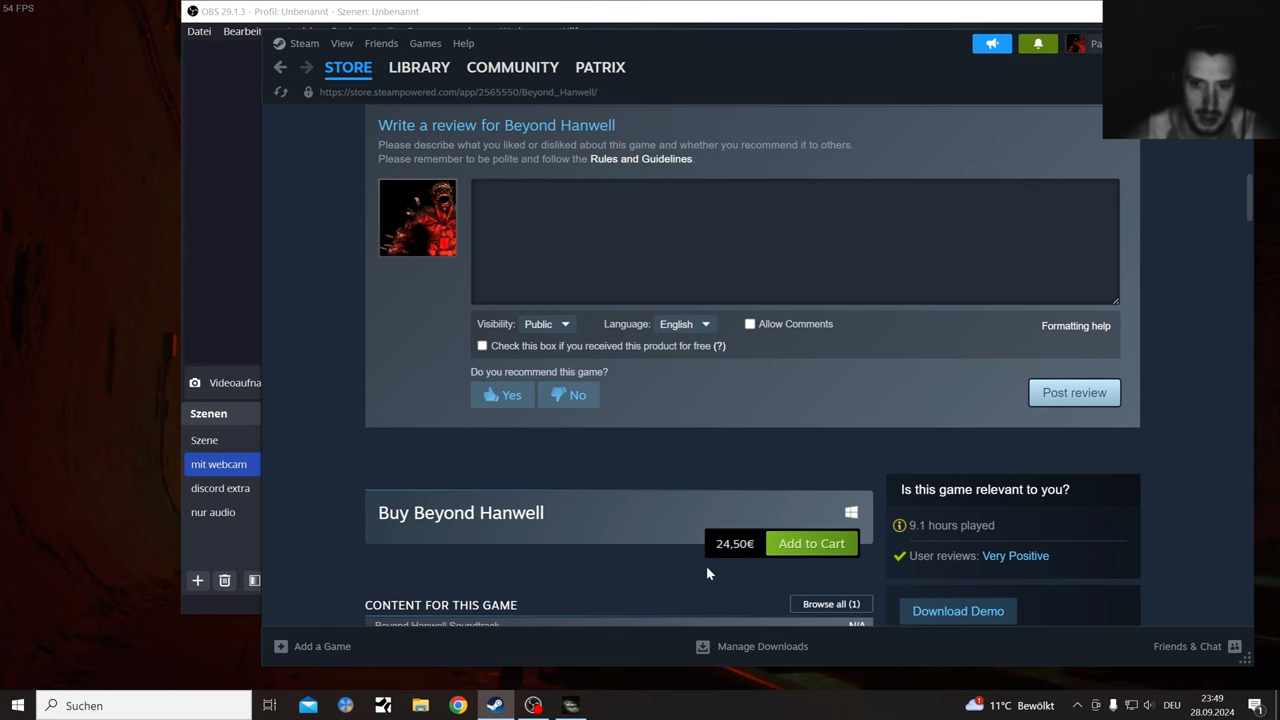 54 FPS
OBS 29.1.3 - Profil: Unbenannt - Szenen: Unbenannt
Datei
Steam View Friends Games Help
STORE LIBRARY COMMUNITY PATRIX
https://store.steampowered.com/app/2565550/Beyond_Hanwell/
Write a review for Beyond Hanwell
Please describe what you liked or disliked about this game and whether you recommend it to others.
Please remember to be polite and follow the Rules and Guidelines.
Visibility: Public Language: English Allow Comments
Formatting help
Check this box if you received this product for free (?)
Do you recommend this game?
Yes No
Post review
Videoaufna
Szenen
Szene
mit webcam
discord extra
nur audio
Buy Beyond Hanwell
24,50€ Add to Cart
Is this game relevant to you?
9.1 hours played
User reviews: Very Positive
Download Demo
CONTENT FOR THIS GAME
Browse all (1)
Beyond Hanwell Soundtrack N/A
Add a Game
Manage Downloads
Friends & Chat
Suchen
1
11°C Bewölkt
DEU
23:49
28.09.2024
1